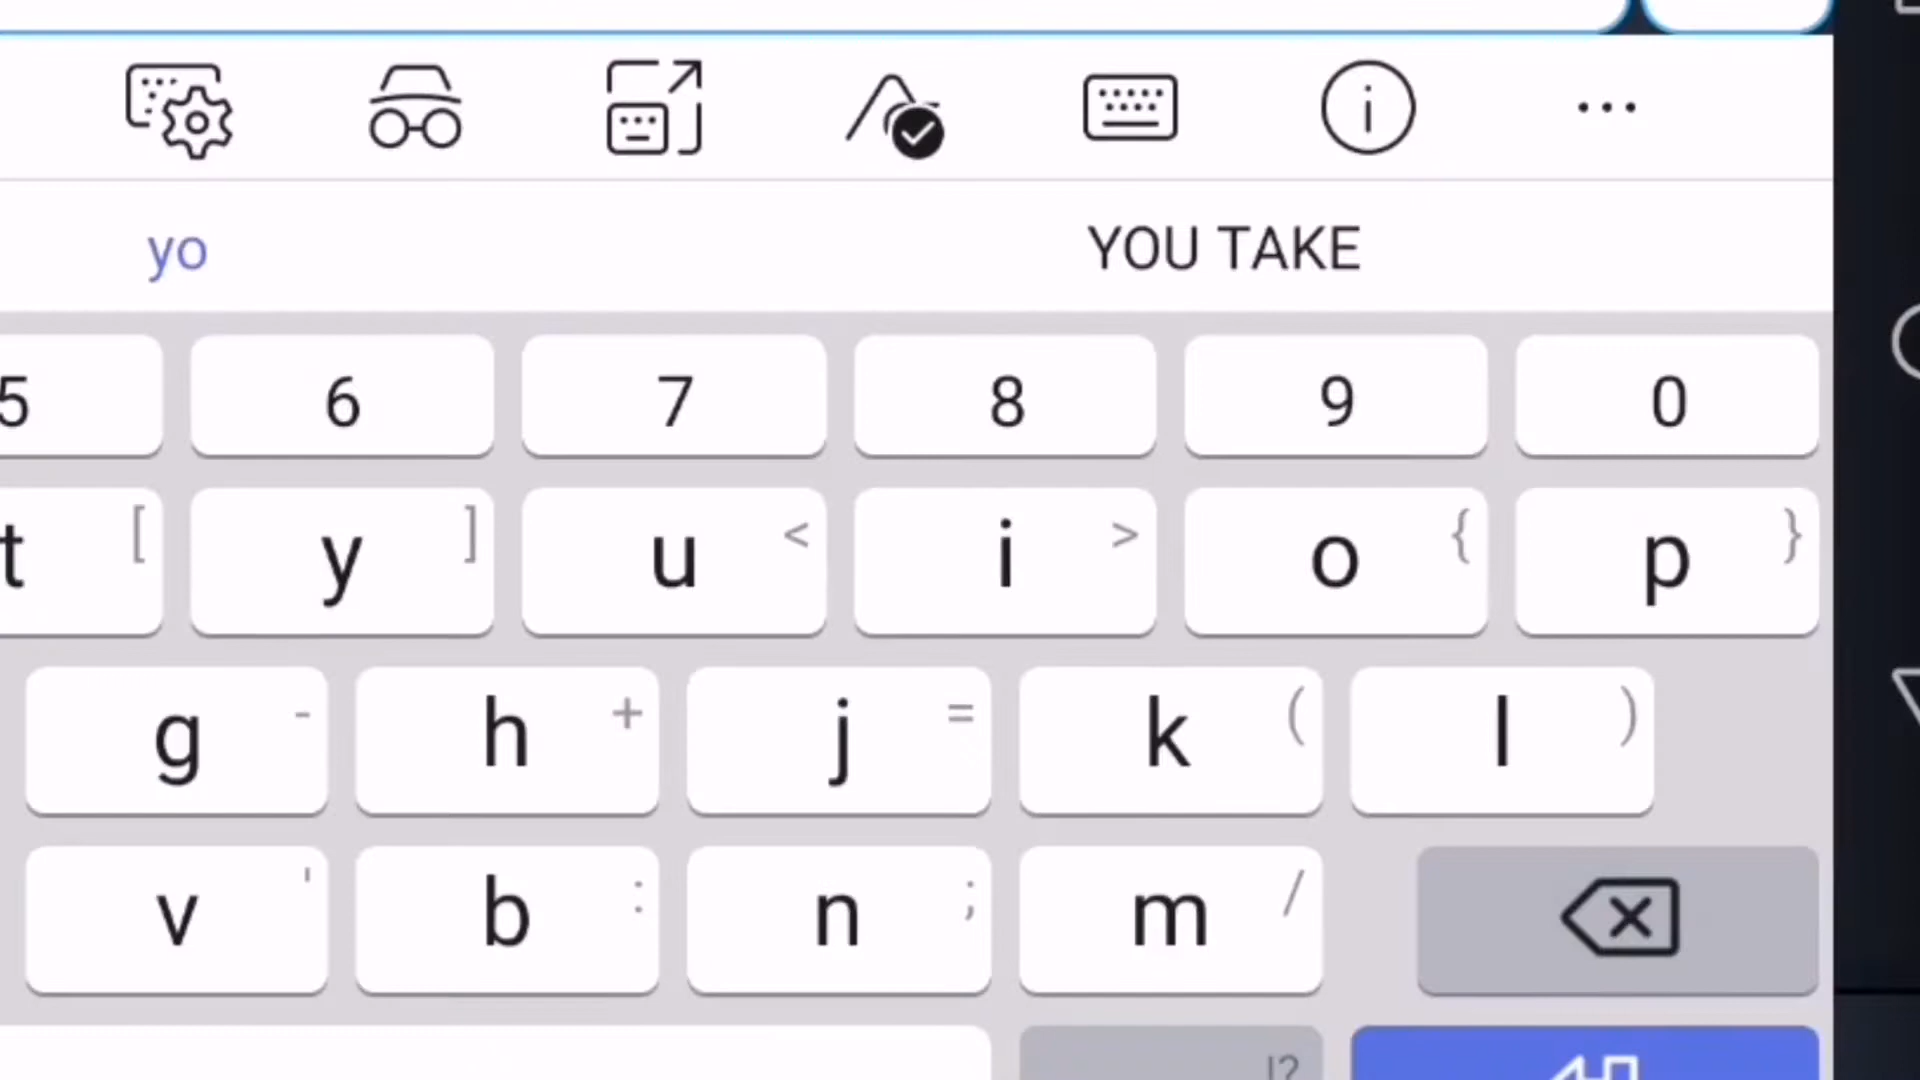 yo YOU TAKE
5 6 7 8 9 0
t [ y ] u < i > o { p }
g - h + j = k ( l )
v ' b : n ; m /
!?